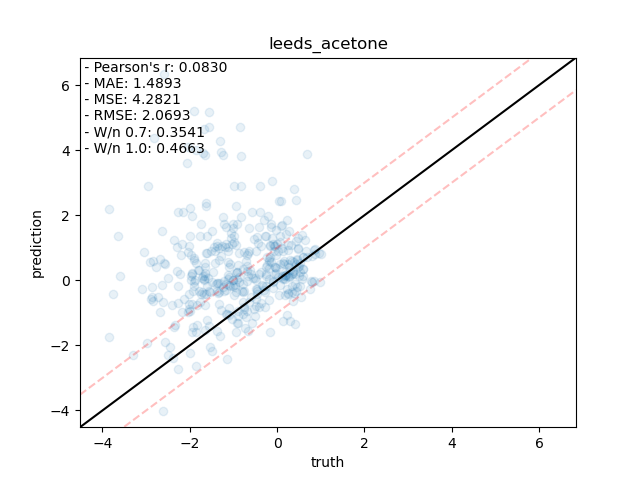 leeds_acetone
- Pearson's r: 0.0830
- MAE: 1.4893
- MSE: 4.2821
- RMSE: 2.0693
- W/n 0.7: 0.3541
- W/n 1.0: 0.4663
6
4
2
0
−2
−4
prediction
−4 −2 0 2 4 6
truth